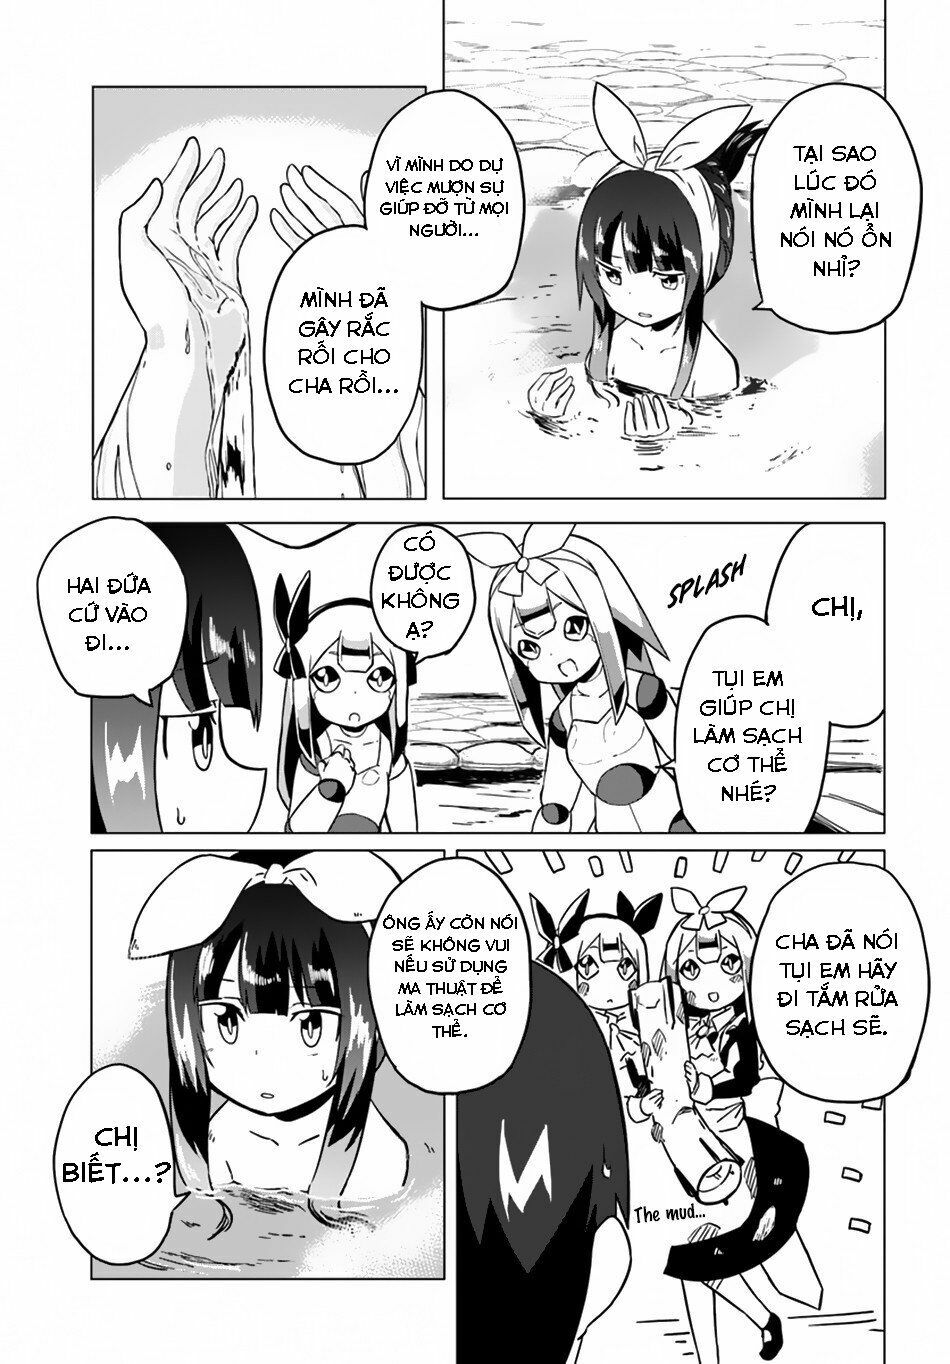 TẠI SAO
LÚC ĐÓ
MÌNH LẠI
NÓI NÓ ỔN
NHỈ?
VÌ MÌNH DO DỰ
VIỆC MƯỢN SỰ
GIÚP ĐỠ TỪ MỌI
NGƯỜI...
MÌNH ĐÃ
GÂY RẮC
RỐI CHO
CHA RỒI...
CHỊ,
TỤI EM
GIÚP CHỊ
LÀM SẠCH
CƠ THỂ
NHÉ?
SPLASH
CÓ
ĐƯỢC
KHÔNG
Ạ?
HAI ĐỨA
CỨ VÀO
ĐI...
CHA ĐÃ NÓI
TỤI EM HÃY
ĐI TẮM RỬA
SẠCH SẼ.
The mud...
ÔNG ẤY CÒN NÓI
SẼ KHÔNG VUI
NẾU SỬ DỤNG
MA THUẬT ĐỂ
LÀM SẠCH CƠ
THỂ.
CHỊ
BIẾT...?